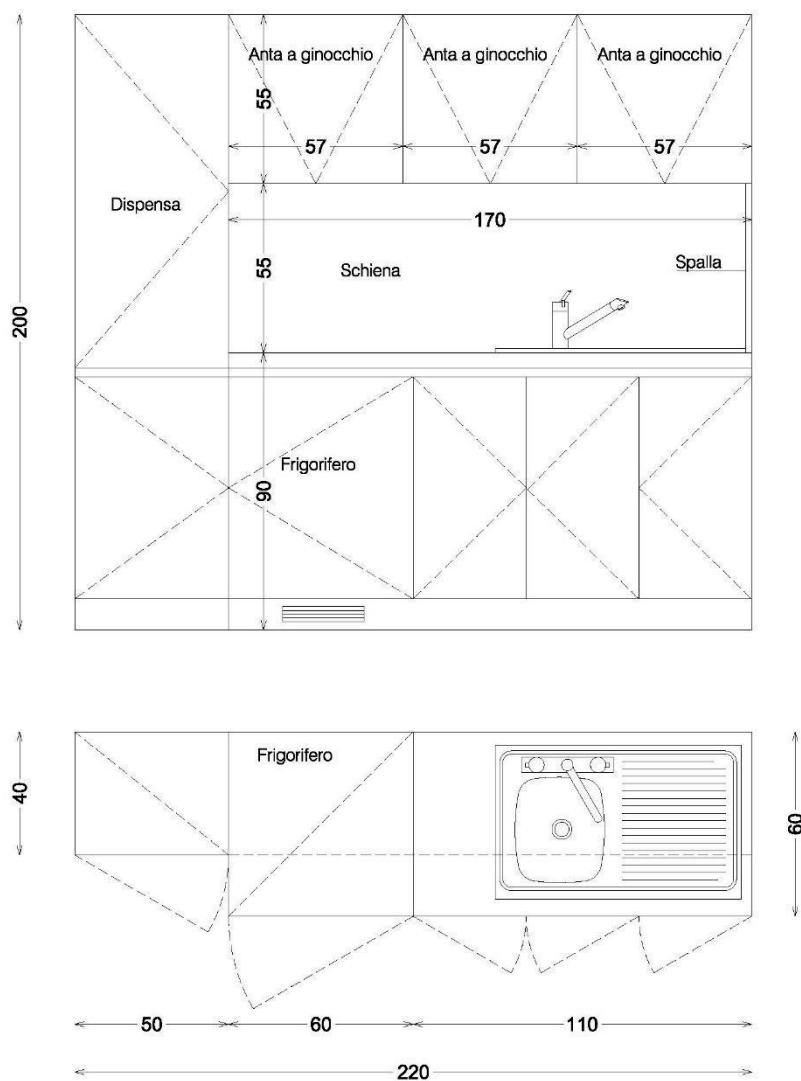 Anta a ginocchio
Anta a ginocchio
Anta a ginocchio
55
57
57
57
Dispensa
170
55
Schiena
Spalla
200
Frigorifero
90
Frigorifero
40
60
50
60
110
220